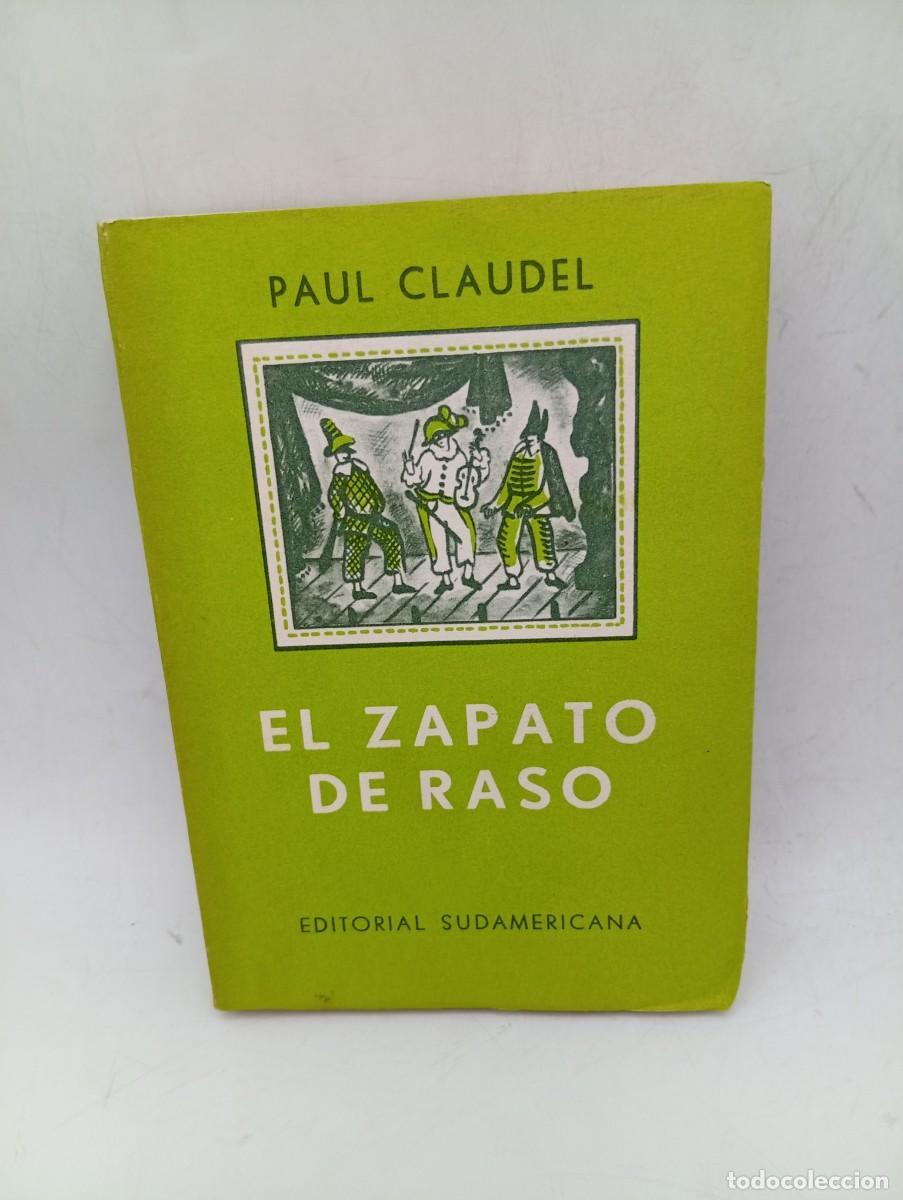 PAUL CLAUDEL
EL ZAPATO
DE RASO
EDITORIAL SUDAMERICANA
todocoleccion